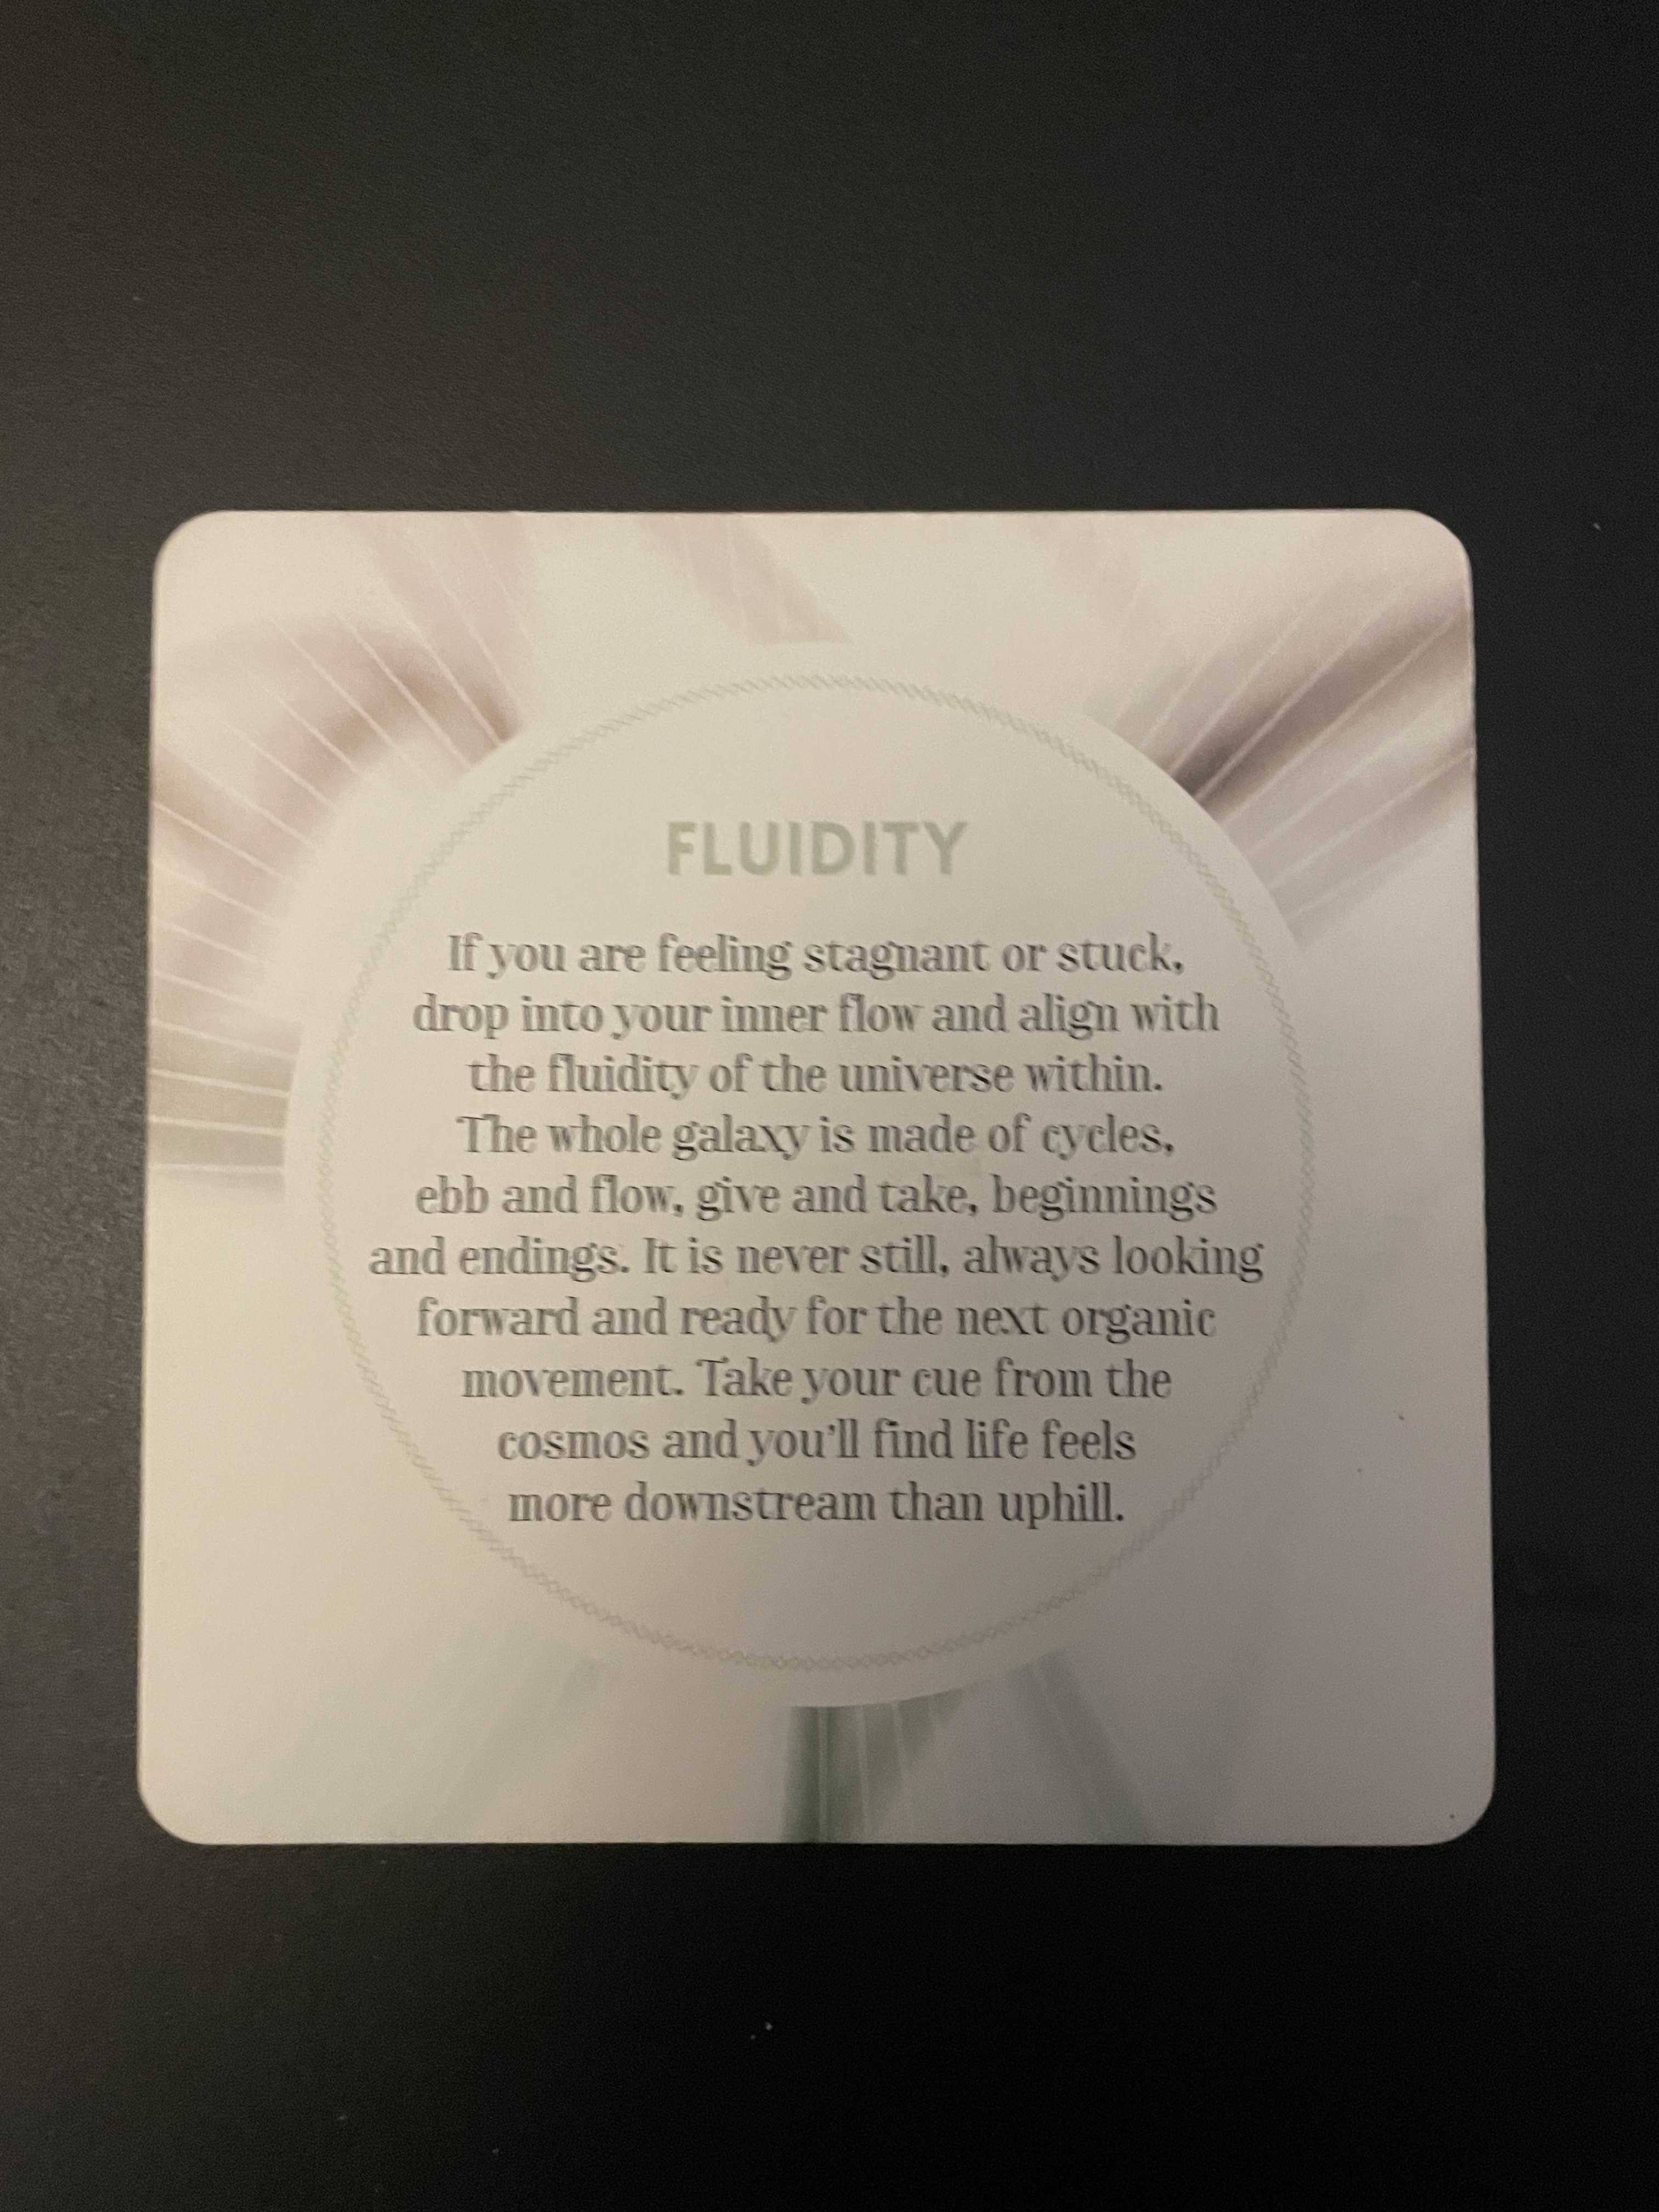 FLUIDITY
If you are feeling stagnant or stuck,
drop into your inner flow and align with
the fluidity of the universe within.
The whole galaxy is made of cycles,
ebb and flow, give and take, beginnings
and endings. It is never still, always looking
forward and ready for the next organic
movement. Take your cue from the
cosmos and you'll find life feels
more downstream than uphill.